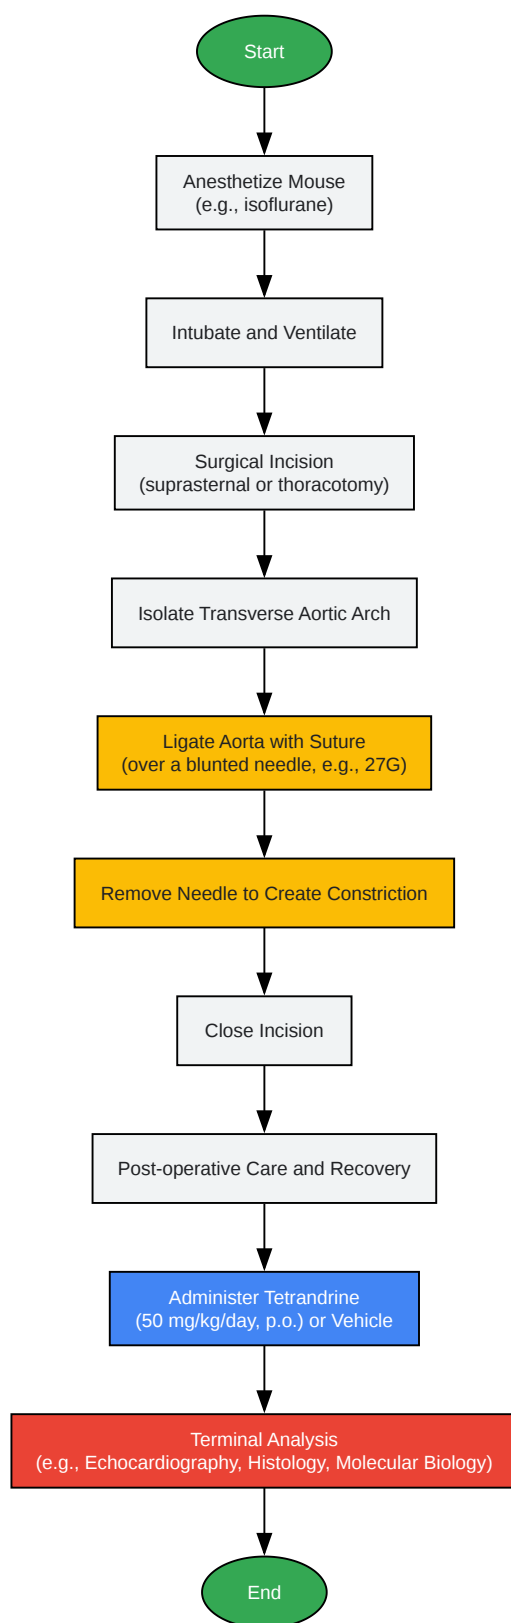 Start
Anesthetize Mouse
(e.g., isoflurane)
Intubate and Ventilate
Surgical Incision
(suprasternal or thoracotomy)
Isolate Transverse Aortic Arch
Ligate Aorta with Suture
(over a blunted needle, e.g., 27G)
Remove Needle to Create Constriction
Close Incision
Post-operative Care and Recovery
Administer Tetrandrine
(50 mg/kg/day, p.o.) or Vehicle
Terminal Analysis
(e.g., Echocardiography, Histology, Molecular Biology)
End